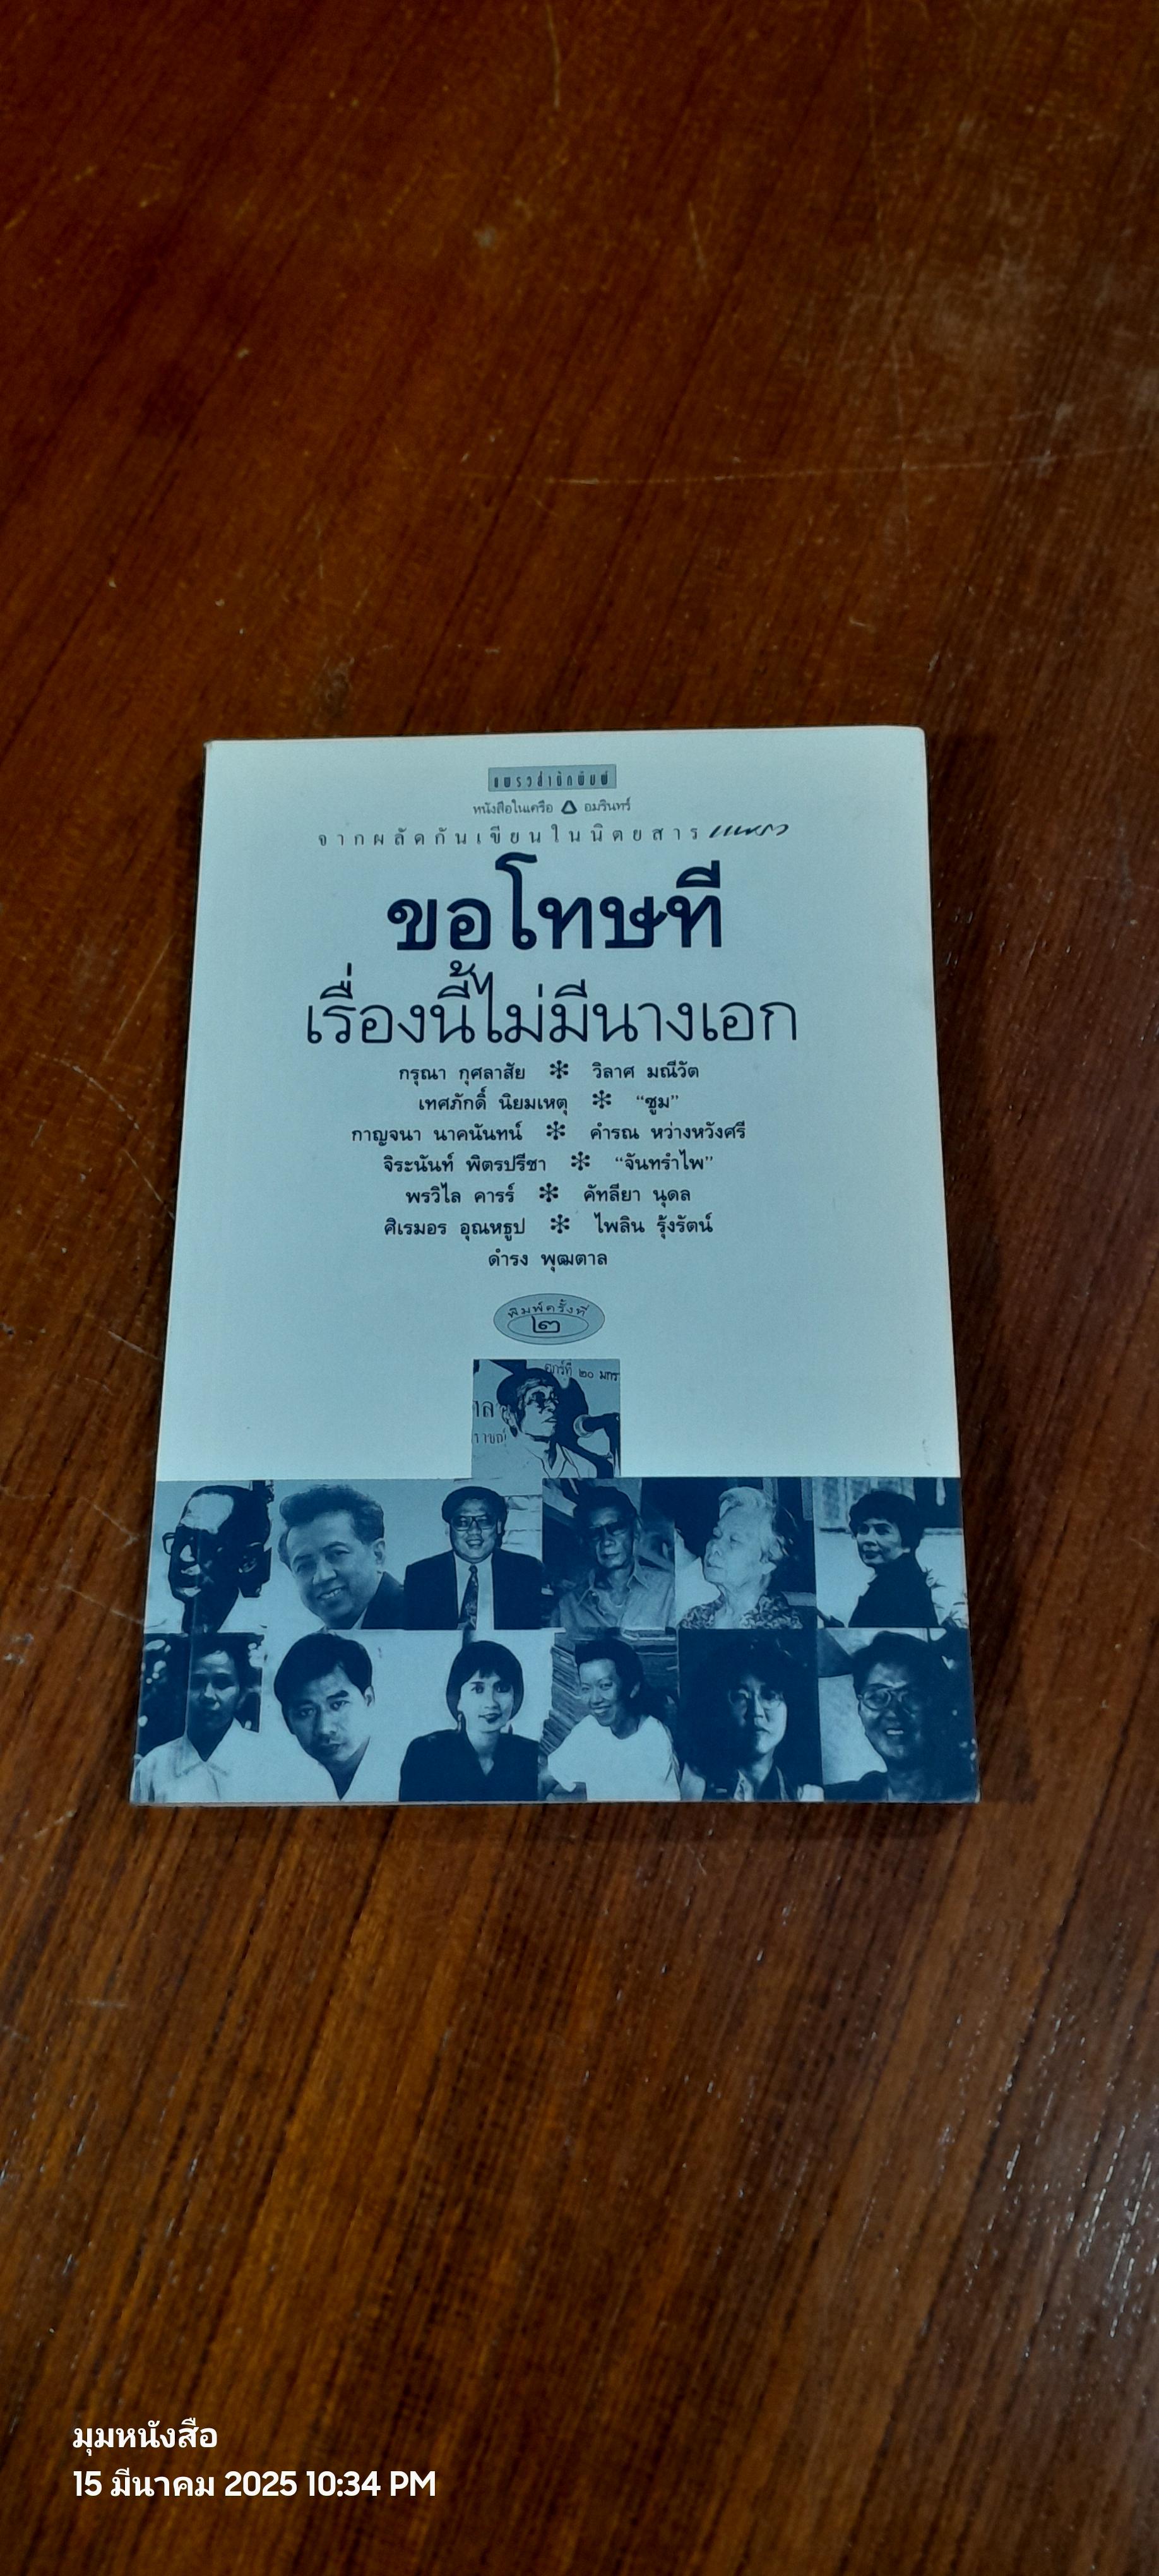 แพรวสำนักพิมพ์
หนังสือในเครือ อมรินทร์
จากผลัดกันเขียนในนิตยสาร แพรว
ขอโทษที
เรื่องนี้ไม่มีนางเอก
กรุณา กุศลาสัย ✻ วิลาศ มณีวัต
เทศภักดิ์ นิยมเหตุ ✻ “ซูม”
กาญจนา นาคนันทน์ ✻ คำรณ หว่างหวังศรี
จิระนันท์ พิตรปรีชา ✻ “จันทรำไพ”
พรวิไล คารร์ ✻ คัทลียา นุดล
ศิเรมอร อุณหธูป ✻ ไพลิน รุ้งรัตน์
ดำรง พุฒตาล
พิมพ์ครั้งที่
๒
ที่ ๒๐ มกร
มุมหนังสือ
15 มีนาคม 2025 10:34 PM